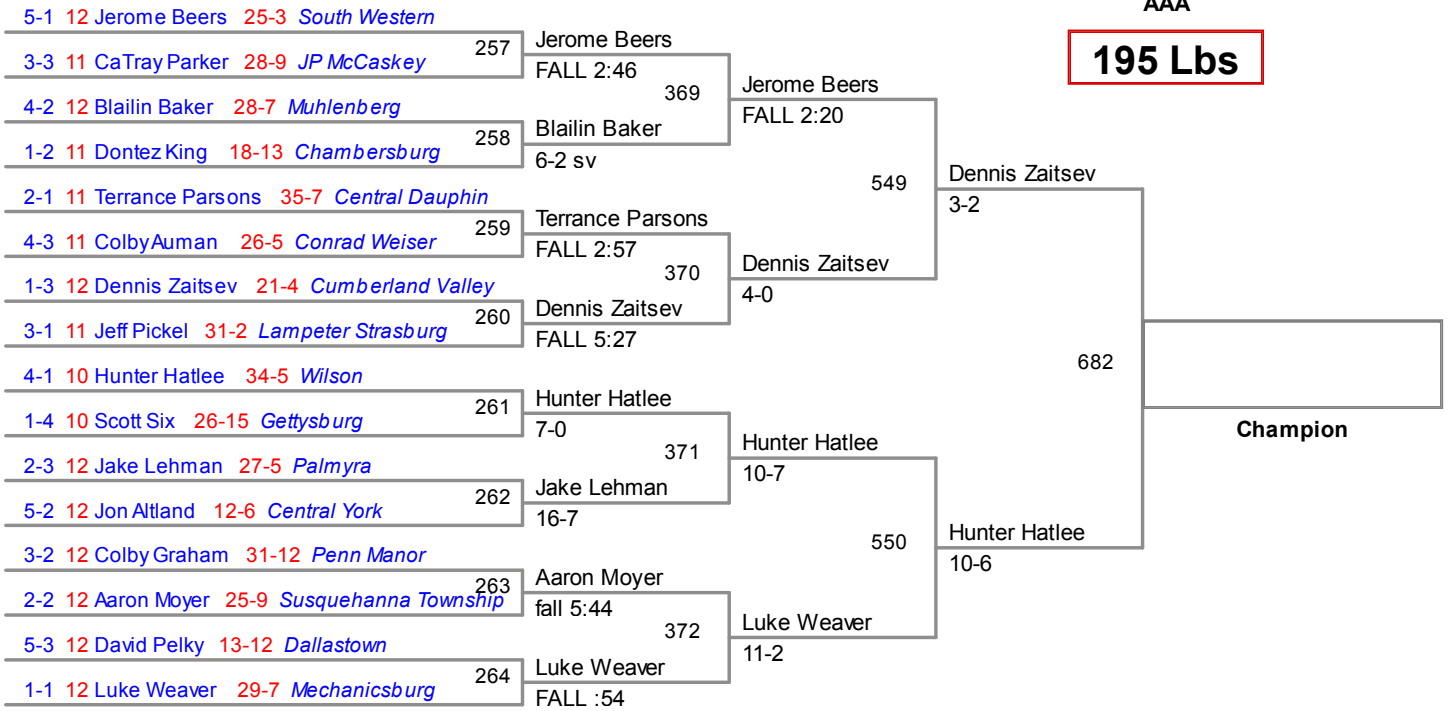 AAA
195 Lbs
5-1 12 Jerome Beers 25-3 South Western
3-3 11 CaTray Parker 28-9 JP McCaskey
4-2 12 Blailin Baker 28-7 Muhlenberg
1-2 11 Dontez King 18-13 Chambersburg
2-1 11 Terrance Parsons 35-7 Central Dauphin
4-3 11 Colby Auman 26-5 Conrad Weiser
1-3 12 Dennis Zaitsev 21-4 Cumberland Valley
3-1 11 Jeff Pickel 31-2 Lampeter Strasburg
4-1 10 Hunter Hatlee 34-5 Wilson
1-4 10 Scott Six 26-15 Gettysburg
2-3 12 Jake Lehman 27-5 Palmyra
5-2 12 Jon Altland 12-6 Central York
3-2 12 Colby Graham 31-12 Penn Manor
2-2 12 Aaron Moyer 25-9 Susquehanna Township
5-3 12 David Pelky 13-12 Dallastown
1-1 12 Luke Weaver 29-7 Mechanicsburg
257
Jerome Beers
FALL 2:46
258
Blailin Baker
6-2 sv
259
Terrance Parsons
FALL 2:57
260
Dennis Zaitsev
FALL 5:27
261
Hunter Hatlee
7-0
262
Jake Lehman
16-7
263
Aaron Moyer
fall 5:44
264
Luke Weaver
FALL :54
369
Jerome Beers
FALL 2:20
370
Dennis Zaitsev
4-0
371
Hunter Hatlee
10-7
372
Luke Weaver
11-2
549
Dennis Zaitsev
3-2
550
Hunter Hatlee
10-6
682
Champion